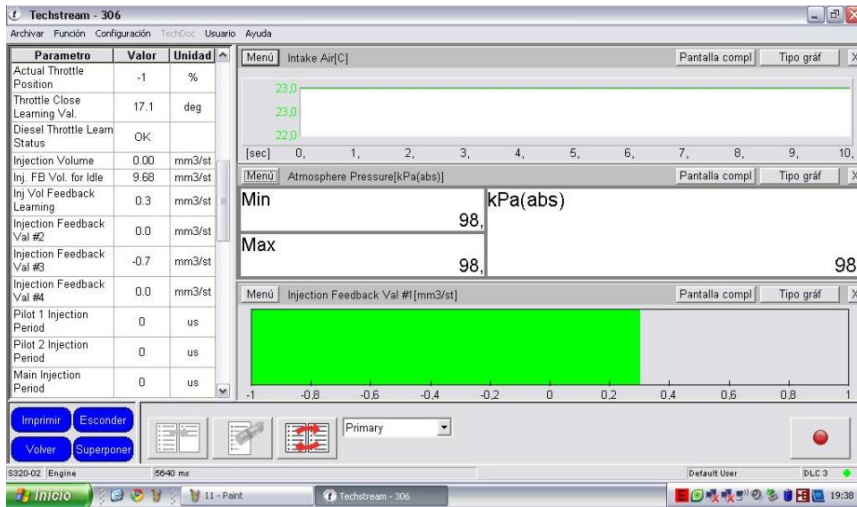 Techstream - 306
Archivar Función Configuración TechDoc Usuario Ayuda
Parametro Valor Unidad
Actual Throttle Position -1 %
Throttle Close Learning Val. 17.1 deg
Diesel Throttle Learn Status OK
Injection Volume 0.00 mm3/st
Inj. FB Vol. for Idle 9.68 mm3/st
Inj Vol Feedback Learning 0.3 mm3/st
Injection Feedback Val #2 0.0 mm3/st
Injection Feedback Val #3 -0.7 mm3/st
Injection Feedback Val #4 0.0 mm3/st
Pilot 1 Injection Period 0 us
Pilot 2 Injection Period 0 us
Main Injection Period 0 us
Menú Intake Air[C] Pantalla compl Tipo gráf X
23,0
23,0
22,0
[sec] 0, 1, 2, 3, 4, 5, 6, 7, 8, 9, 10,
Menú Atmosphere Pressure[kPa(abs)] Pantalla compl Tipo gráf X
Min 98,
kPa(abs)
Max 98,
98
Menú Injection Feedback Val #1[mm3/st] Pantalla compl Tipo gráf X
-1 -0,8 -0,6 -0,4 -0,2 0 0,2 0,4 0,6 0,8 1
Imprimir Esconder
Volver Superponer
Primary
S320-02 Engine 5640 ms Default User DLC 3
Inicio 11 - Paint Techstream - 306 19:38